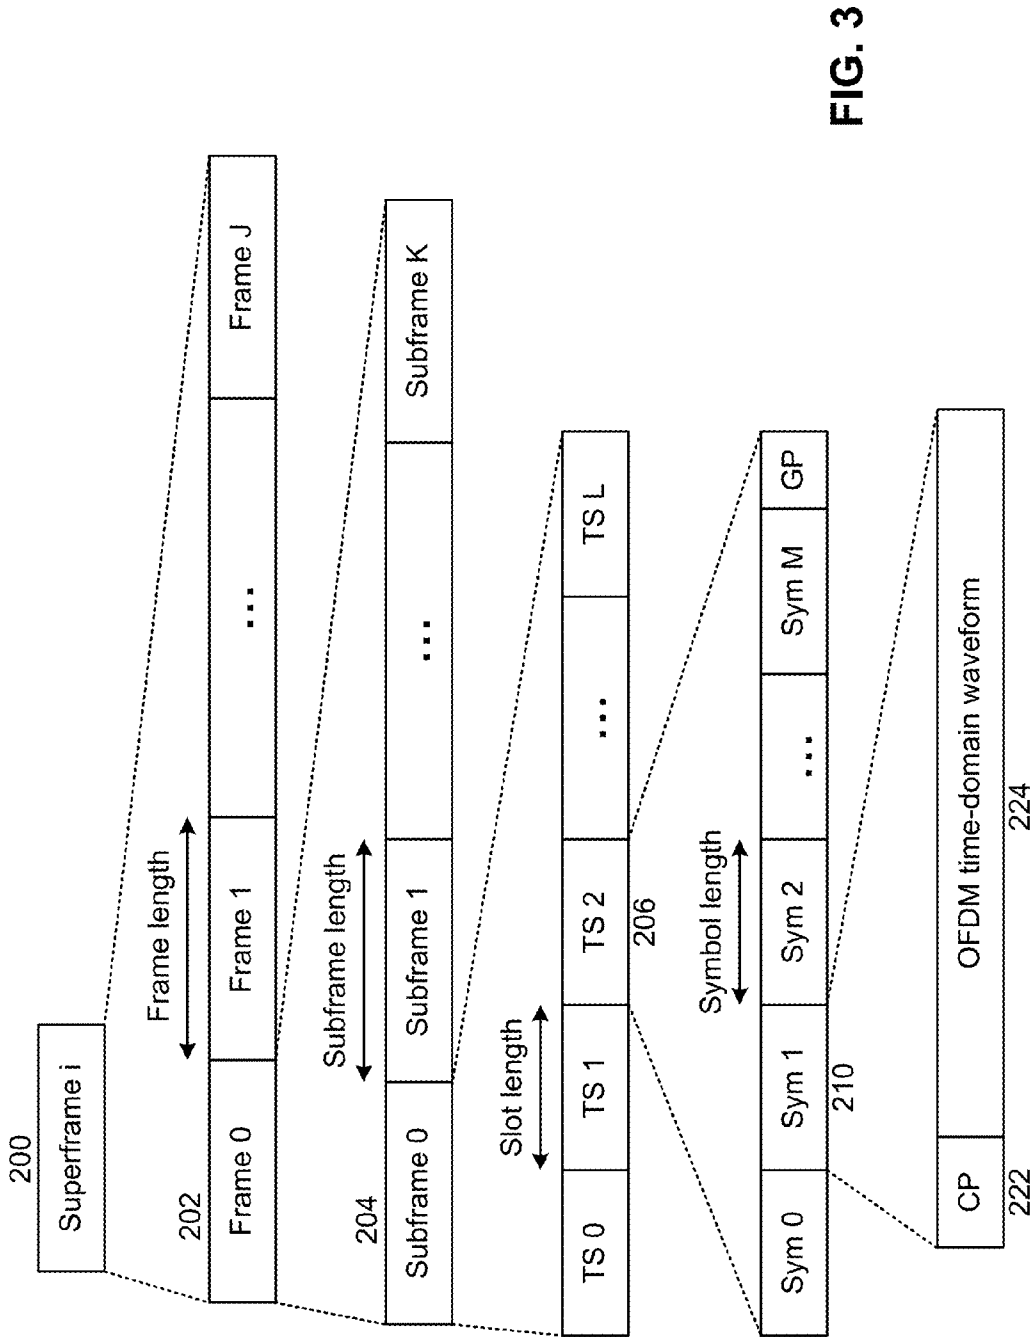 200
Superframe i
Frame length
202
Frame 0 Frame 1 ... Frame J
Subframe length
204
Subframe 0 Subframe 1 ... Subframe K
Slot length
TS 0 TS 1 TS 2 ... TS L
206
Symbol length
Sym 0 Sym 1 Sym 2 ... Sym M GP
210
CP OFDM time-domain waveform
222 224
FIG. 3